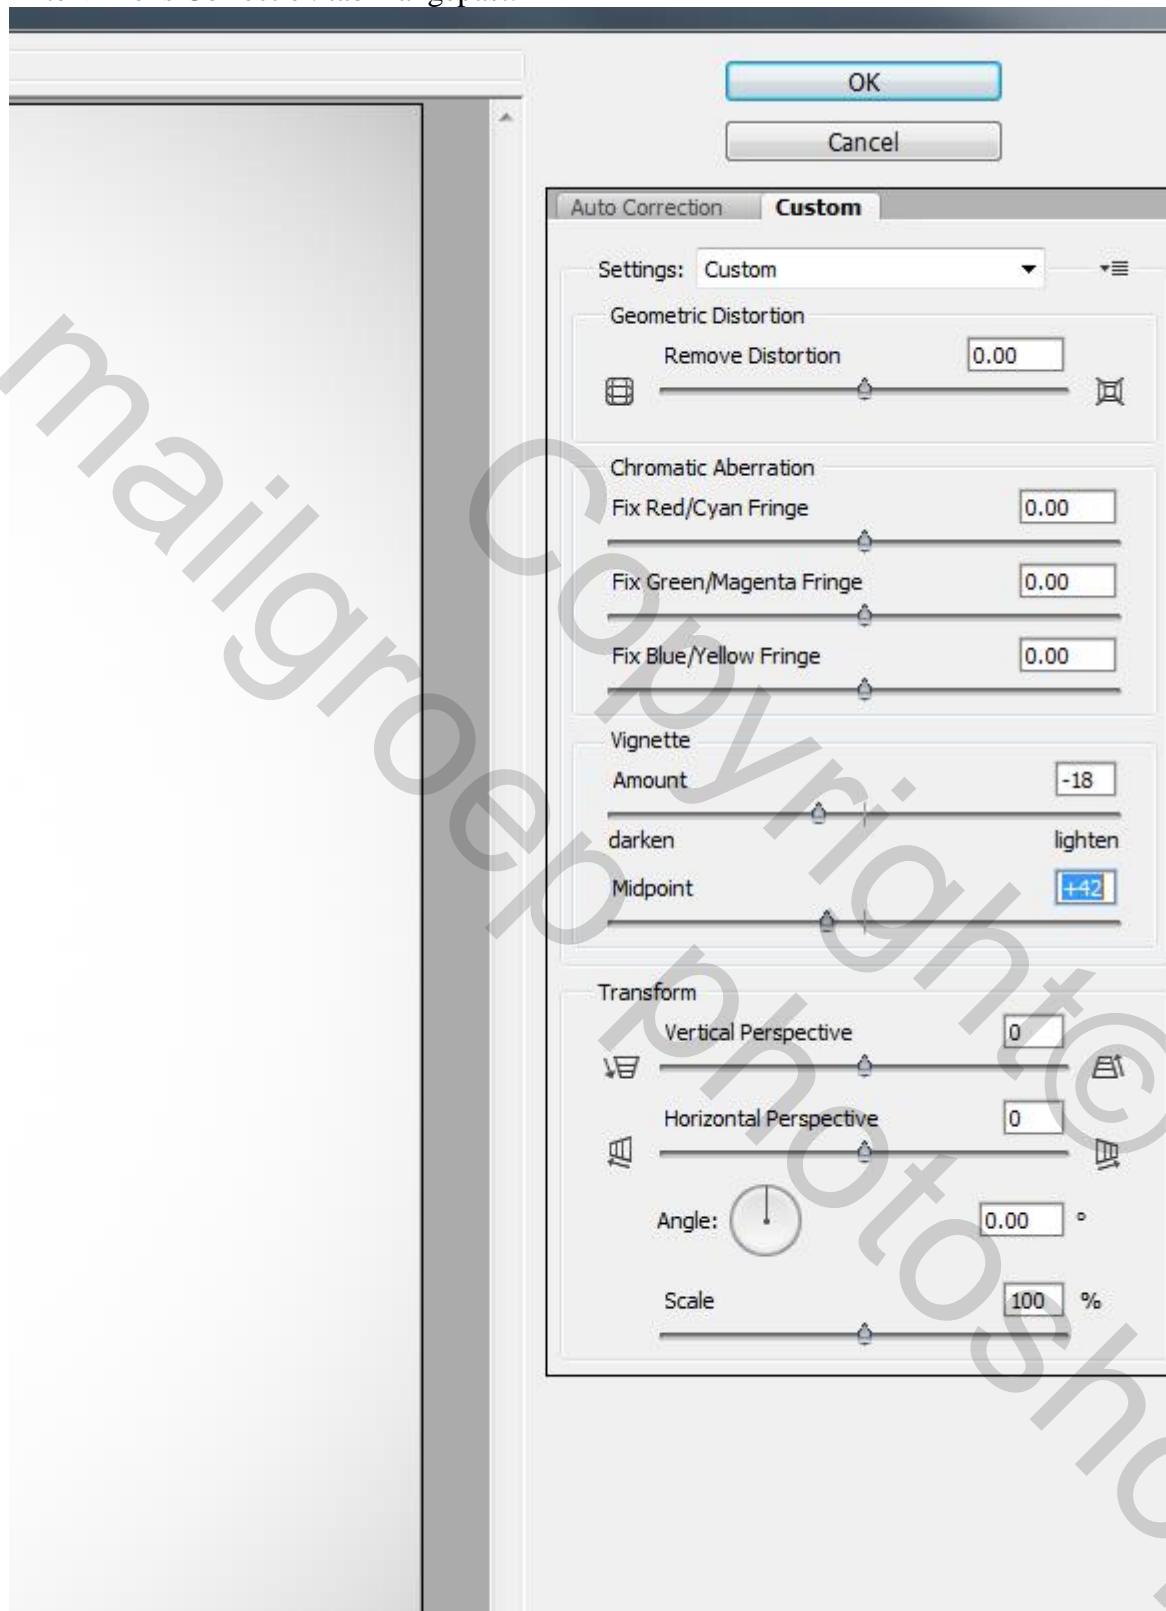 OK
Cancel
Auto Correction Custom
Settings: Custom
Geometric Distortion
Remove Distortion 0.00
Chromatic Aberration
Fix Red/Cyan Fringe 0.00
Fix Green/Magenta Fringe 0.00
Fix Blue/Yellow Fringe 0.00
Vignette
Amount -18
darken lighten
Midpoint +42
Transform
Vertical Perspective 0
Horizontal Perspective 0
Angle: 0.00 °
Scale 100 %
Copyright©
mailgroep photosho